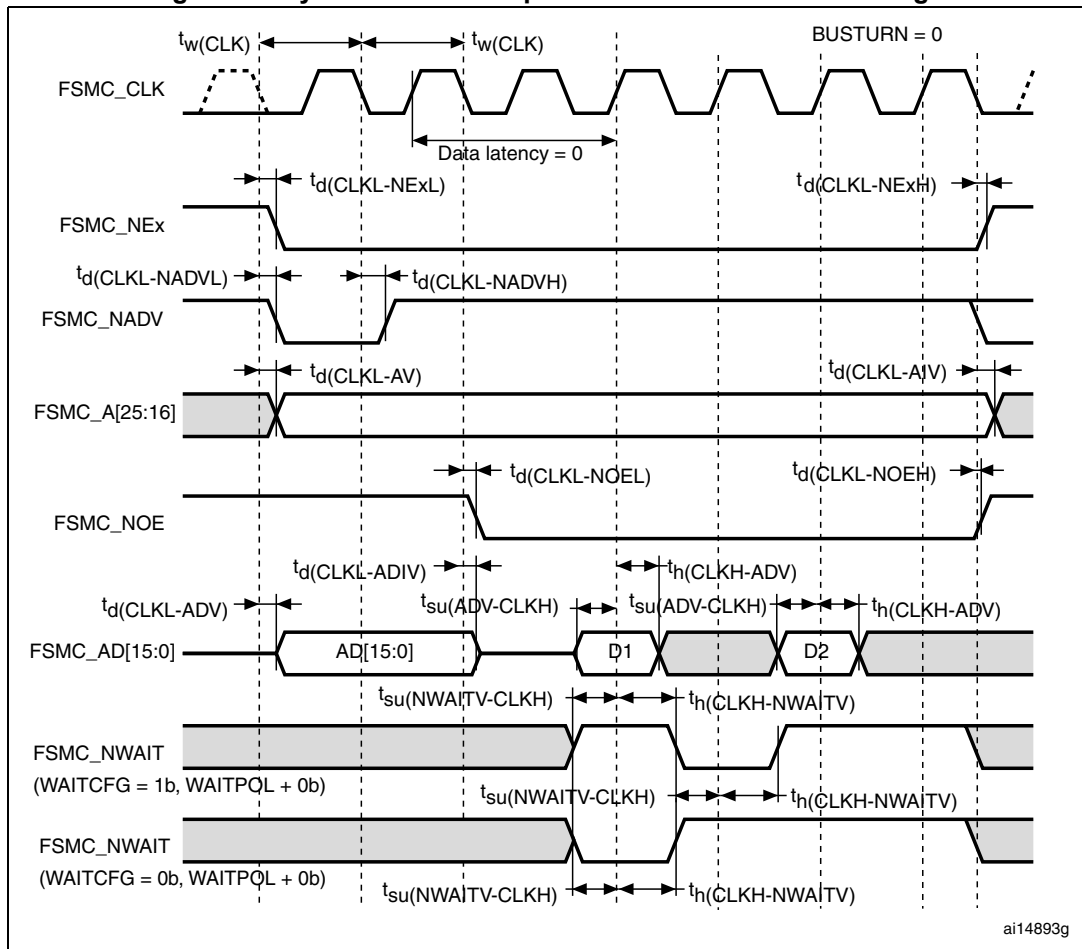 BUSTURN = 0
tw(CLK) tw(CLK)
FSMC_CLK
Data latency = 0
td(CLKL-NExL) td(CLKL-NExH)
FSMC_NEx
td(CLKL-NADVL) td(CLKL-NADVH)
FSMC_NADV
td(CLKL-AV) td(CLKL-AIV)
FSMC_A[25:16]
td(CLKL-NOEL) td(CLKL-NOEH)
FSMC_NOE
td(CLKL-ADIV) th(CLKH-ADV)
td(CLKL-ADV) tsu(ADV-CLKH) tsu(ADV-CLKH) th(CLKH-ADV)
FSMC_AD[15:0] AD[15:0] D1 D2
tsu(NWAITV-CLKH) th(CLKH-NWAITV)
FSMC_NWAIT
(WAITCFG = 1b, WAITPOL + 0b)
tsu(NWAITV-CLKH) th(CLKH-NWAITV)
FSMC_NWAIT
(WAITCFG = 0b, WAITPOL + 0b)
tsu(NWAITV-CLKH) th(CLKH-NWAITV)
ai14893g